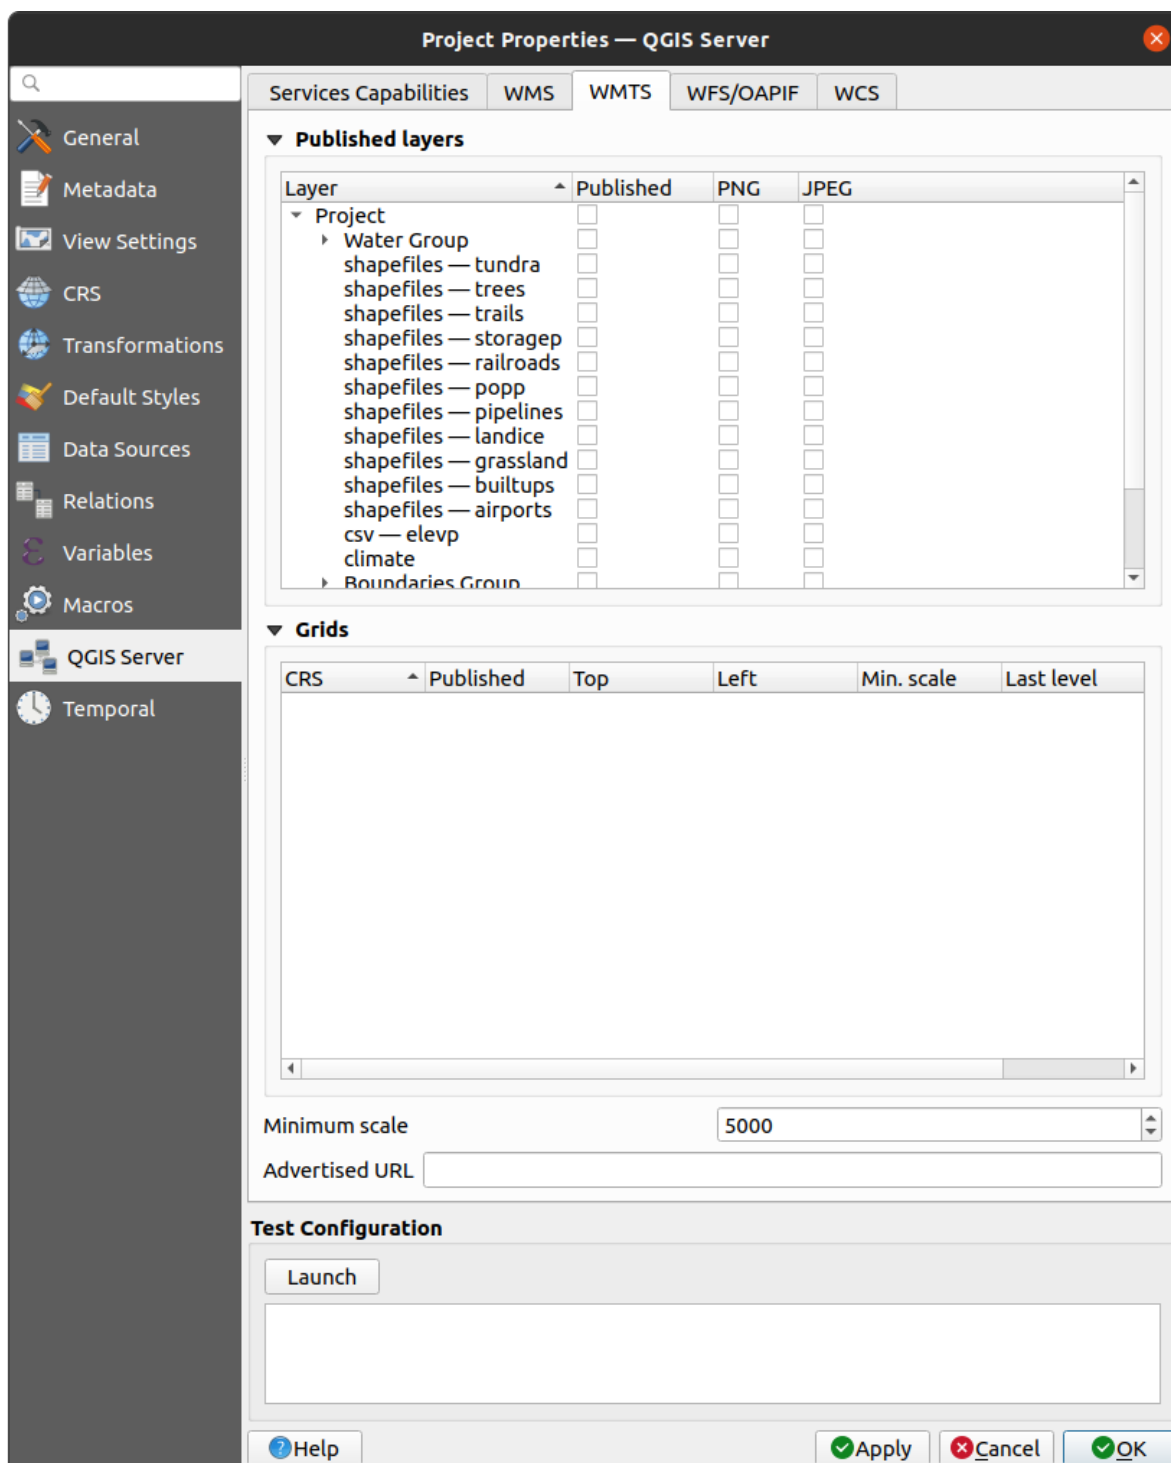 Project Properties — QGIS Server
Services Capabilities WMS WMTS WFS/OAPIF WCS
General
Metadata
View Settings
CRS
Transformations
Default Styles
Data Sources
Relations
Variables
Macros
QGIS Server
Temporal
Published layers
Layer Published PNG JPEG
Project
Water Group
shapefiles — tundra
shapefiles — trees
shapefiles — trails
shapefiles — storagep
shapefiles — railroads
shapefiles — popp
shapefiles — pipelines
shapefiles — landice
shapefiles — grassland
shapefiles — builtups
shapefiles — airports
csv — elevp
climate
Boundaries Group
Grids
CRS Published Top Left Min. scale Last level
Minimum scale 5000
Advertised URL
Test Configuration
Launch
Help Apply Cancel OK